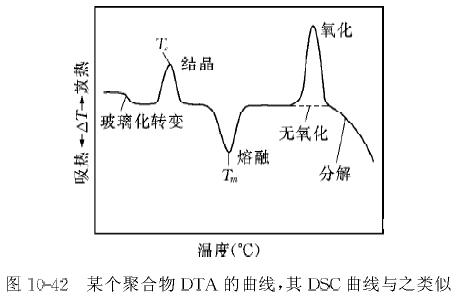 氧化
T_c
结晶
玻璃化转变
无氧化
熔融
T_m
分解
吸热←ΔT→放热
温度(℃)
图 10-42 某个聚合物 DTA 的曲线,其 DSC 曲线与之类似